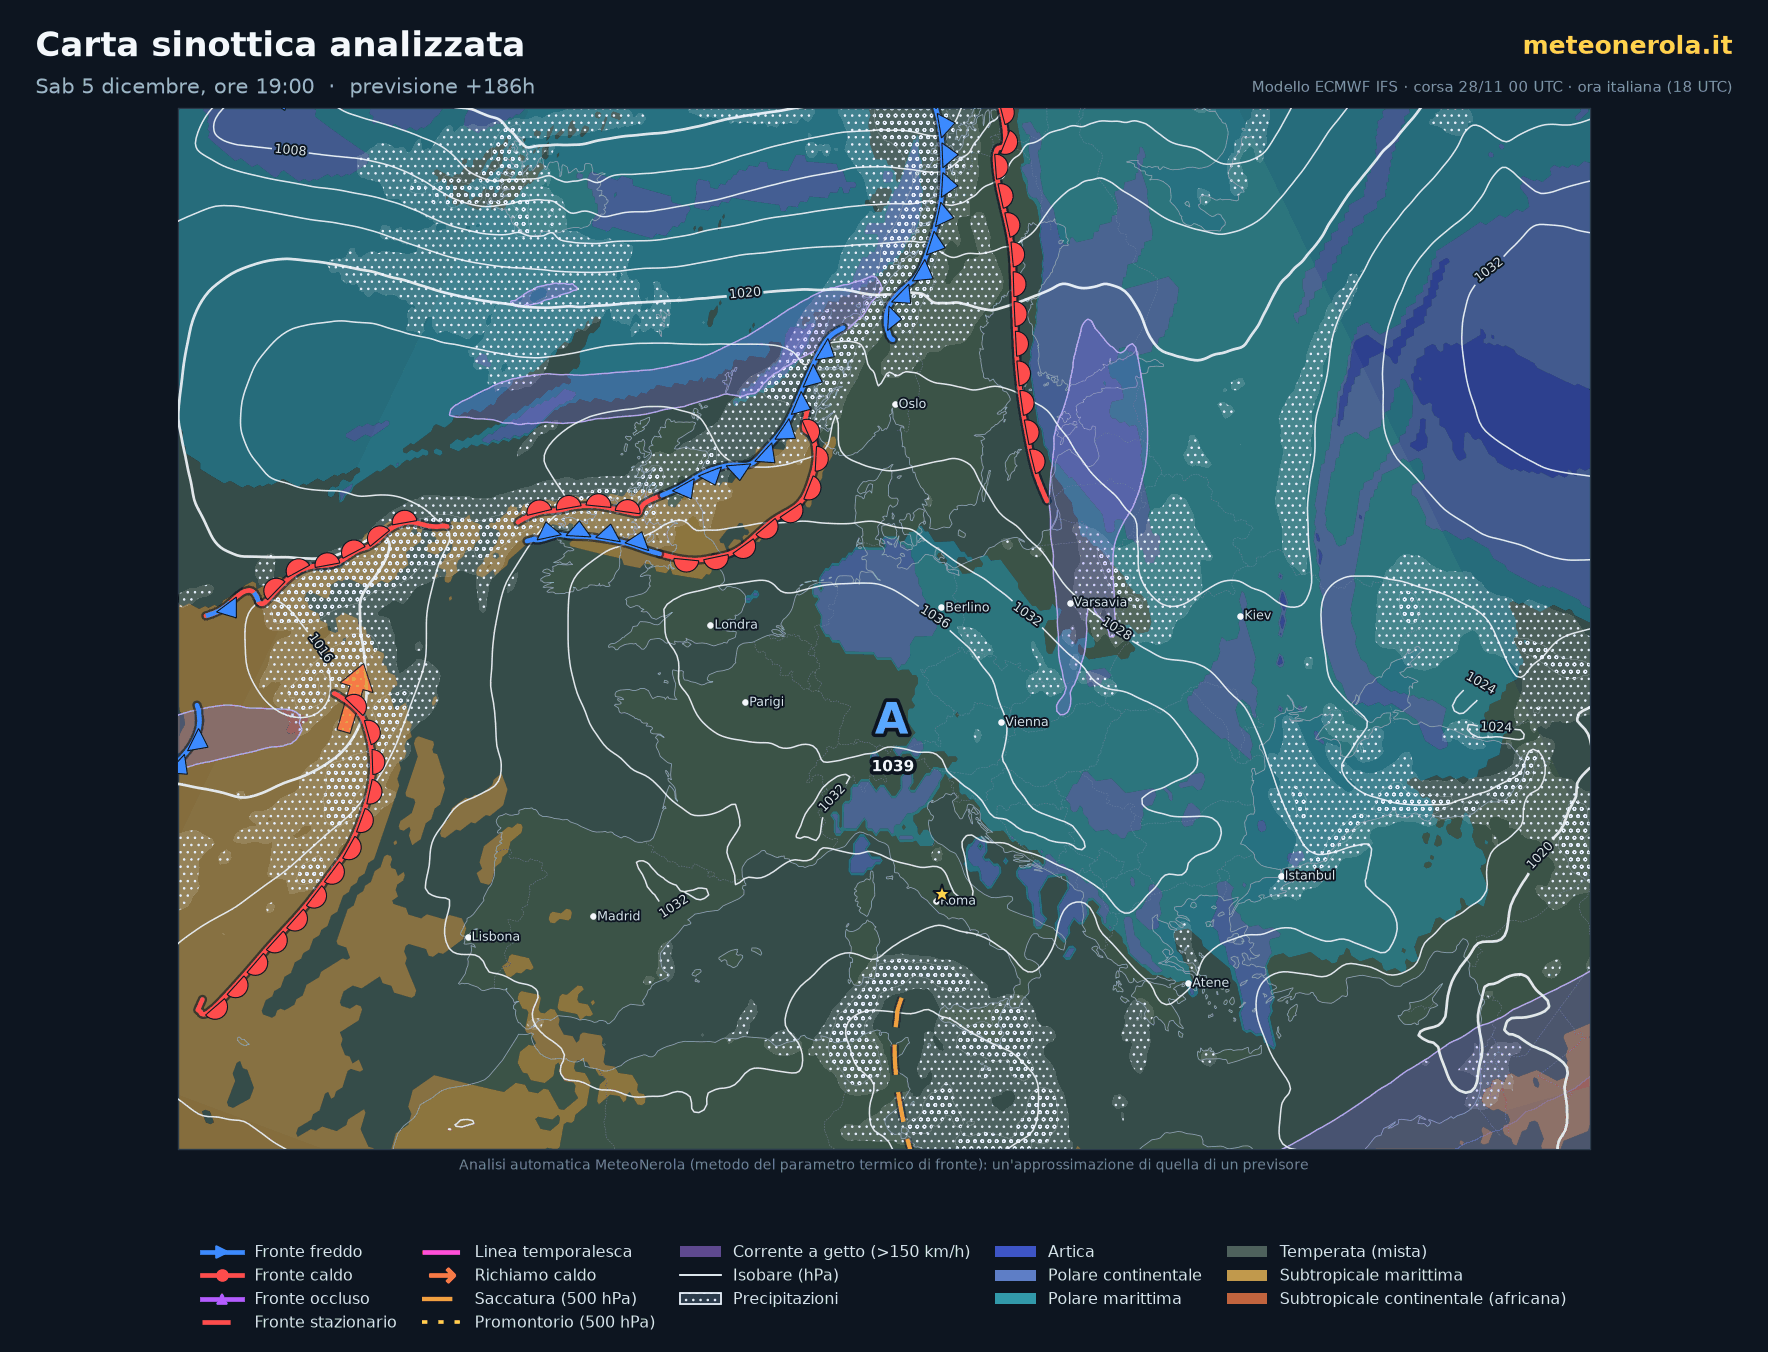 Carta sinottica analizzata
meteonerola.it
Sab 5 dicembre, ore 19:00 · previsione +186h
Modello ECMWF IFS · corsa 28/11 00 UTC · ora italiana (18 UTC)
1008
1032
1020
Oslo
Berlino
Varsavia
1036
1032
1028
Kiev
Londra
1016
1024
Parigi
A
Vienna
1024
1039
1032
1020
Istanbul
Roma
1032
Madrid
Lisbona
Atene
Analisi automatica MeteoNerola (metodo del parametro termico di fronte): un'approssimazione di quella di un previsore
Fronte freddo
Linea temporalesca
Corrente a getto (>150 km/h)
Artica
Temperata (mista)
Fronte caldo
Richiamo caldo
Isobare (hPa)
Polare continentale
Subtropicale marittima
Fronte occluso
Saccatura (500 hPa)
Precipitazioni
Polare marittima
Subtropicale continentale (africana)
Fronte stazionario
Promontorio (500 hPa)